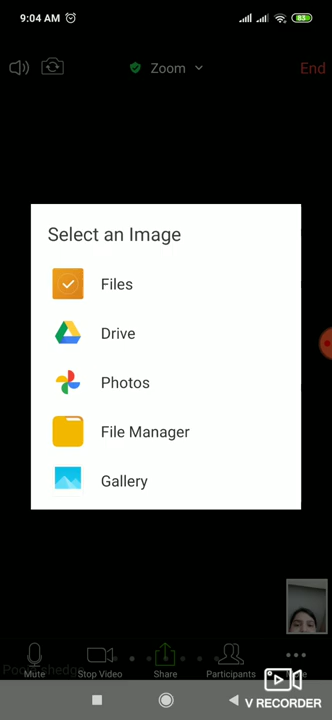 9:04 AM
83
Zoom
End
Select an Image
Files
Drive
Photos
File Manager
Gallery
Mute
Stop Video
Share
Participants
V RECORDER